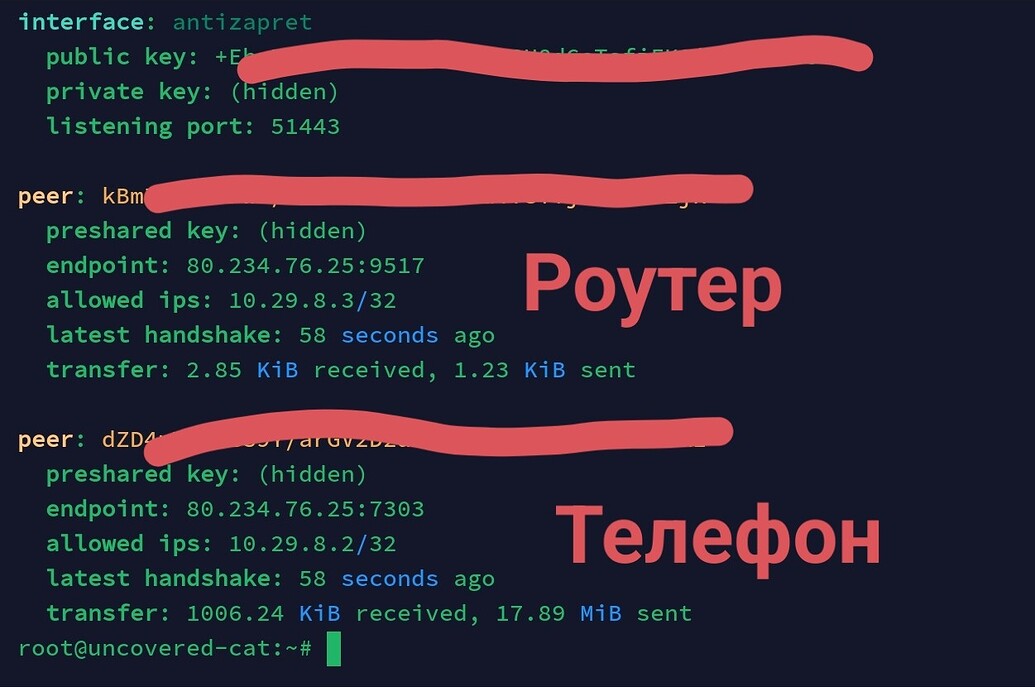 interface: antizapret
public key: +Eb
private key: (hidden)
listening port: 51443
peer: kBm
preshared key: (hidden)
endpoint: 80.234.76.25:9517
allowed ips: 10.29.8.3/32
latest handshake: 58 seconds ago
transfer: 2.85 KiB received, 1.23 KiB sent
Роутер
peer: dZD4
preshared key: (hidden)
endpoint: 80.234.76.25:7303
allowed ips: 10.29.8.2/32
latest handshake: 58 seconds ago
transfer: 1006.24 KiB received, 17.89 MiB sent
Телефон
root@uncovered-cat:~#